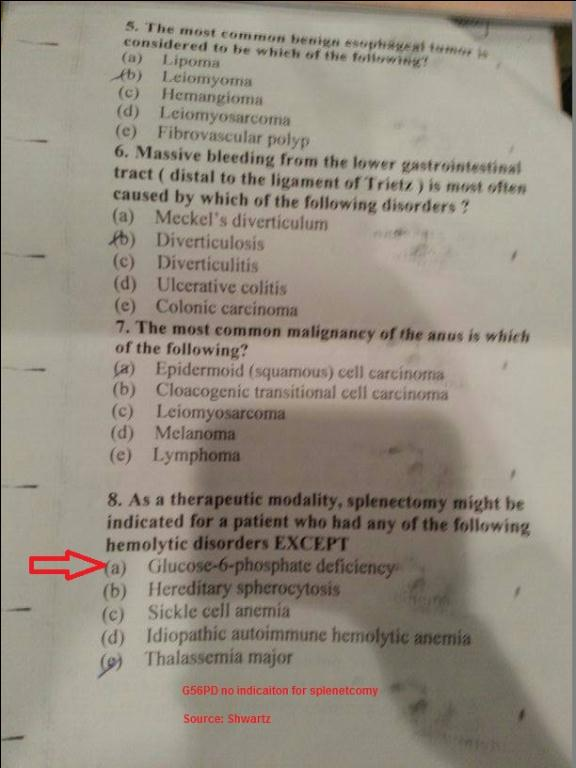 5. The most common benign esophageal tumor is
considered to be which of the following?
(a) Lipoma
(b) Leiomyoma
(c) Hemangioma
(d) Leiomyosarcoma
(e) Fibrovascular polyp
6. Massive bleeding from the lower gastrointestinal
tract ( distal to the ligament of Trietz ) is most often
caused by which of the following disorders ?
(a) Meckel's diverticulum
(b) Diverticulosis
(c) Diverticulitis
(d) Ulcerative colitis
(e) Colonic carcinoma
7. The most common malignancy of the anus is which
of the following?
(a) Epidermoid (squamous) cell carcinoma
(b) Cloacogenic transitional cell carcinoma
(c) Leiomyosarcoma
(d) Melanoma
(e) Lymphoma
8. As a therapeutic modality, splenectomy might be
indicated for a patient who had any of the following
hemolytic disorders EXCEPT
(a) Glucose-6-phosphate deficiency
(b) Hereditary spherocytosis
(c) Sickle cell anemia
(d) Idiopathic autoimmune hemolytic anemia
(e) Thalassemia major
G56PD no indicaiton for splenetcomy
Source: Shwartz